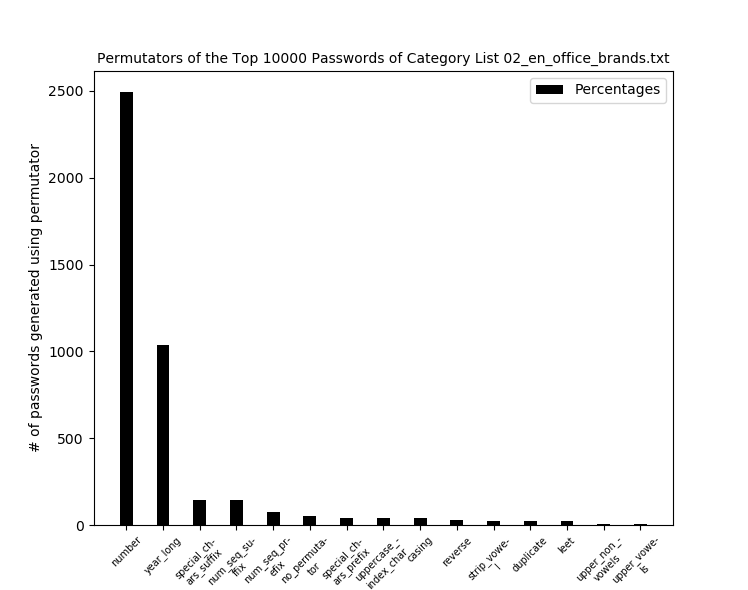 Permutators of the Top 10000 Passwords of Category List 02_en_office_brands.txt
Percentages
# of passwords generated using permutator
2500
2000
1500
1000
500
0
number
year_long
special_ch-
ars_suffix
num_seq_su-
ffix
num_seq_pr-
efix
no_permuta-
tor
special_ch-
ars_prefix
uppercase_-
index_char
casing
reverse
strip_vowe-
l
duplicate
leet
upper_non_-
vowels
upper_vowe-
ls